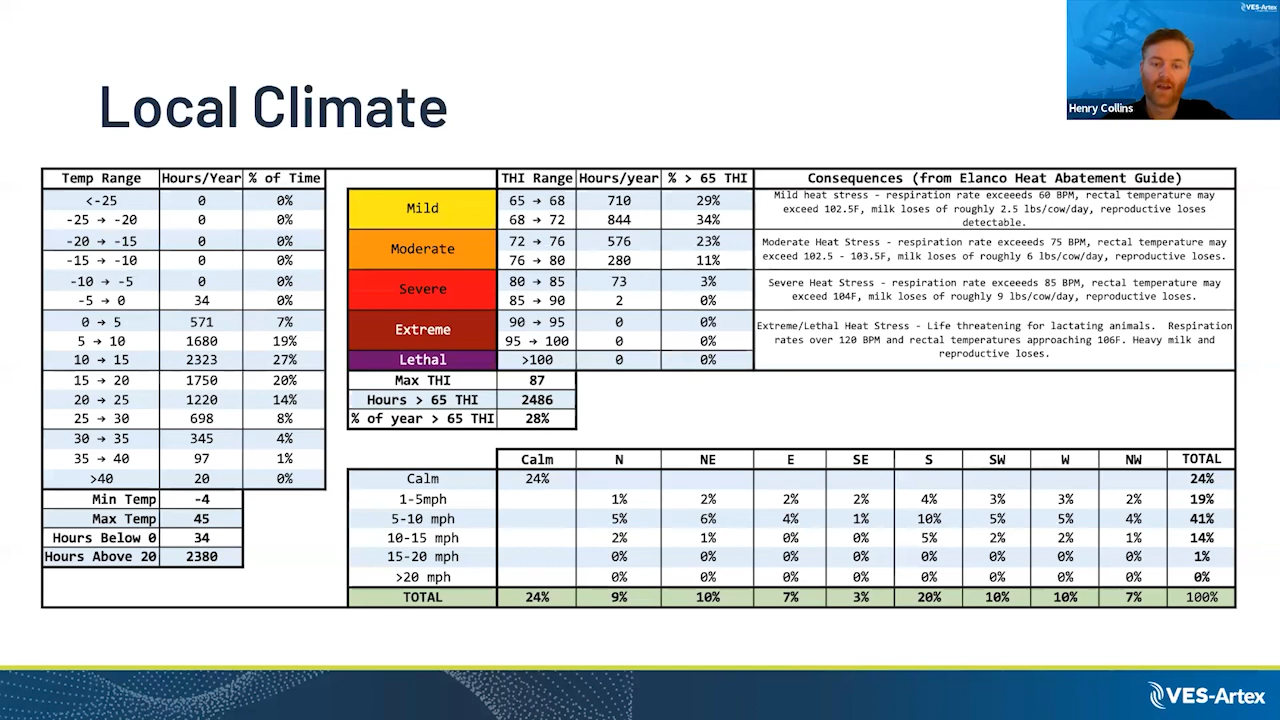 VES-Artex
Henry Collins
Local Climate
Temp Range Hours/Year % of Time
<-25 0 0%
-25 → -20 0 0%
-20 → -15 0 0%
-15 → -10 0 0%
-10 → -5 0 0%
-5 → 0 34 0%
0 → 5 571 7%
5 → 10 1680 19%
10 → 15 2323 27%
15 → 20 1750 20%
20 → 25 1220 14%
25 → 30 698 8%
30 → 35 345 4%
35 → 40 97 1%
>40 20 0%
Min Temp -4
Max Temp 45
Hours Below 0 34
Hours Above 20 2380
THI Range Hours/year % > 65 THI Consequences (from Elanco Heat Abatement Guide)
Mild
65 → 68 710 29%
68 → 72 844 34%
Mild heat stress - respiration rate exceeeds 60 BPM, rectal temperature may
exceed 102.5F, milk loses of roughly 2.5 lbs/cow/day, reproductive loses
detectable.
Moderate
72 → 76 576 23%
76 → 80 280 11%
Moderate Heat Stress - respiration rate exceeeds 75 BPM, rectal temperature may
exceed 102.5 - 103.5F, milk loses of roughly 6 lbs/cow/day, reproductive loses.
Severe
80 → 85 73 3%
85 → 90 2 0%
Severe Heat Stress - respiration rate exceeeds 85 BPM, rectal temperature may
exceed 104F, milk loses of roughly 9 lbs/cow/day, reproductive loses.
Extreme
90 → 95 0 0%
95 → 100 0 0%
Lethal >100 0 0%
Extreme/Lethal Heat Stress - Life threatening for lactating animals. Respiration
rates over 120 BPM and rectal temperatures approaching 106F. Heavy milk and
reproductive loses.
Max THI 87
Hours > 65 THI 2486
% of year > 65 THI 28%
Calm N NE E SE S SW W NW TOTAL
Calm 24% 24%
1-5mph 1% 2% 2% 2% 4% 3% 3% 2% 19%
5-10 mph 5% 6% 4% 1% 10% 5% 5% 4% 41%
10-15 mph 2% 1% 0% 0% 5% 2% 2% 1% 14%
15-20 mph 0% 0% 0% 0% 0% 0% 0% 0% 1%
>20 mph 0% 0% 0% 0% 0% 0% 0% 0% 0%
TOTAL 24% 9% 10% 7% 3% 20% 10% 10% 7% 100%
VES-Artex